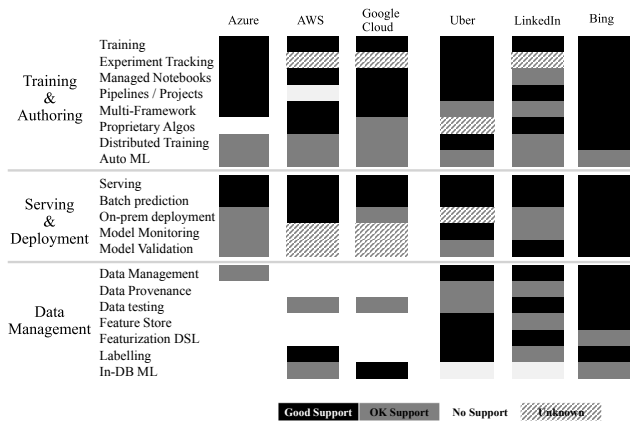 Azure AWS Google Cloud Uber LinkedIn Bing
Training & Authoring
Training
Experiment Tracking
Managed Notebooks
Pipelines / Projects
Multi-Framework
Proprietary Algos
Distributed Training
Auto ML
Serving & Deployment
Serving
Batch prediction
On-prem deployment
Model Monitoring
Model Validation
Data Management
Data Management
Data Provenance
Data testing
Feature Store
Featurization DSL
Labelling
In-DB ML
Good Support OK Support No Support Unknown